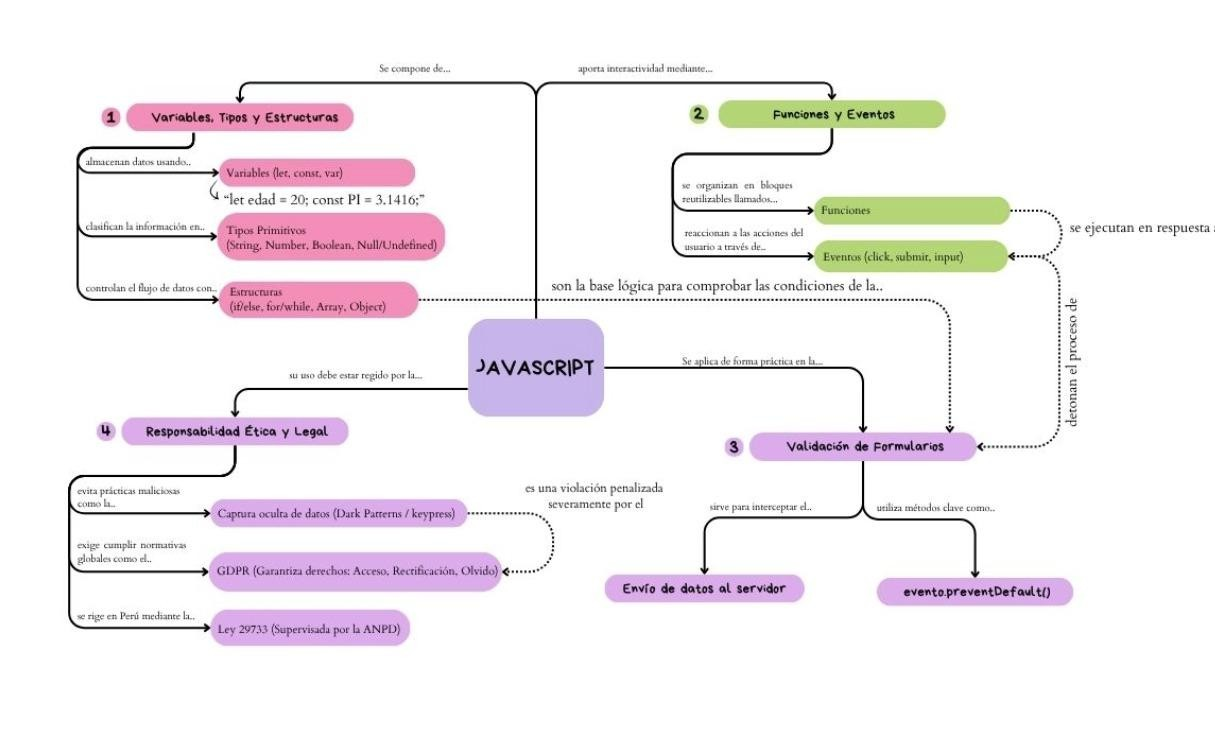 Se compone de...
aporta interactividad mediante...
1
Variables, Tipos y Estructuras
almacenan datos usando..
Variables (let, const, var)
“let edad = 20; const PI = 3.1416;”
clasifican la información en..
Tipos Primitivos
(String, Number, Boolean, Null/Undefined)
controlan el flujo de datos con..
Estructuras
(if/else, for/while, Array, Object)
2
Funciones y Eventos
se organizan en bloques
reutilizables llamados...
Funciones
se ejecutan en respuesta
reaccionan a las acciones del
usuario a través de..
Eventos (click, submit, input)
son la base lógica para comprobar las condiciones de la..
detonan el proceso de
JAVASCRIPT
Se aplica de forma práctica en la...
su uso debe estar regido por la...
4
Responsabilidad Ética y Legal
evita prácticas maliciosas
como la..
Captura oculta de datos (Dark Patterns / keypress)
es una violación penalizada
severamente por el
exige cumplir normativas
globales como el..
GDPR (Garantiza derechos: Acceso, Rectificación, Olvido)
se rige en Perú mediante la..
Ley 29733 (Supervisada por la ANPD)
3
Validación de Formularios
sirve para interceptar el..
utiliza métodos clave como..
Envío de datos al servidor
evento.preventDefault()